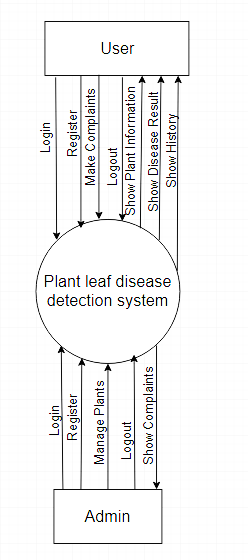 User
Login
Register
Make Complaints
Logout
Show Plant Information
Show Disease Result
Show History
Plant leaf disease
detection system
Login
Register
Manage Plants
Logout
Show Complaints
Admin